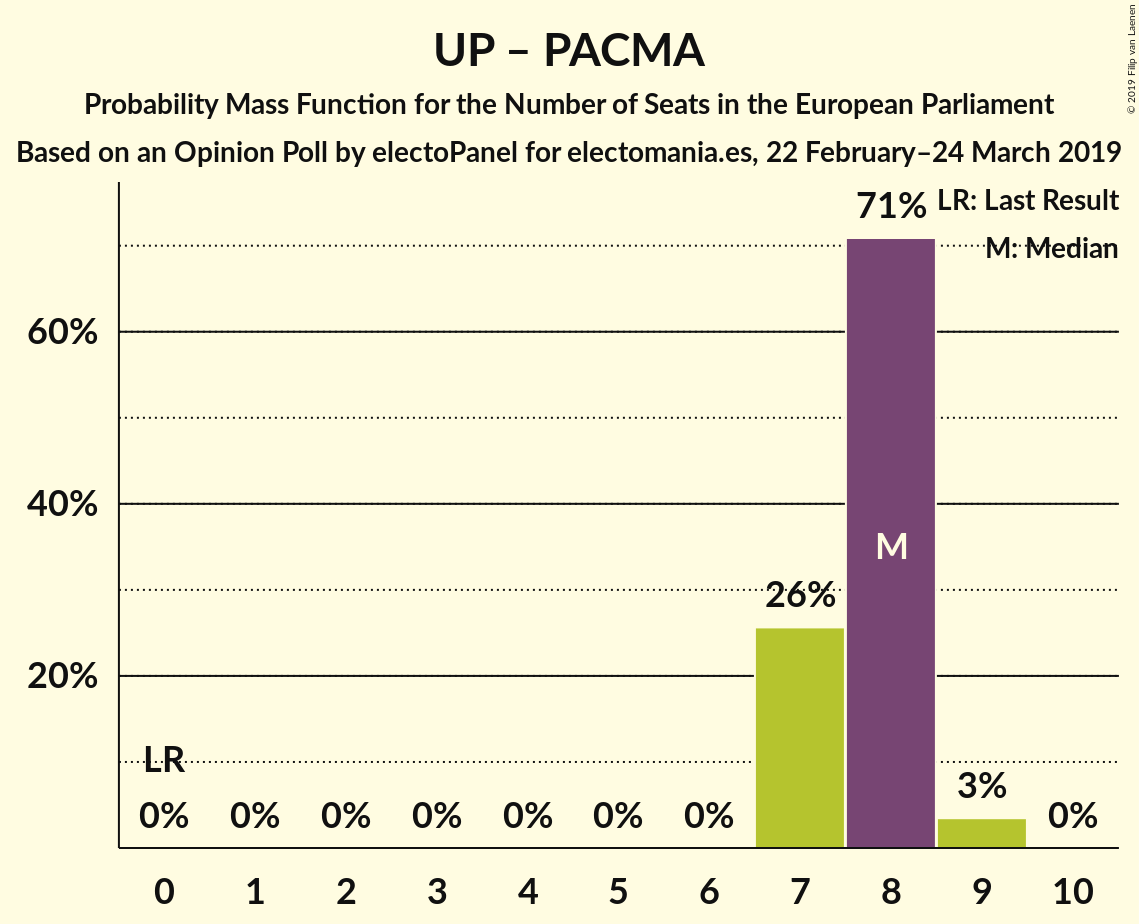 UP – PACMA
Probability Mass Function for the Number of Seats in the European Parliament
Based on an Opinion Poll by electoPanel for electomania.es, 22 February–24 March 2019
© 2019 Filip van Laenen
LR: Last Result
M: Median
60%
40%
20%
LR
0% 0% 0% 0% 0% 0% 0% 26% 71% 3% 0%
M
0 1 2 3 4 5 6 7 8 9 10